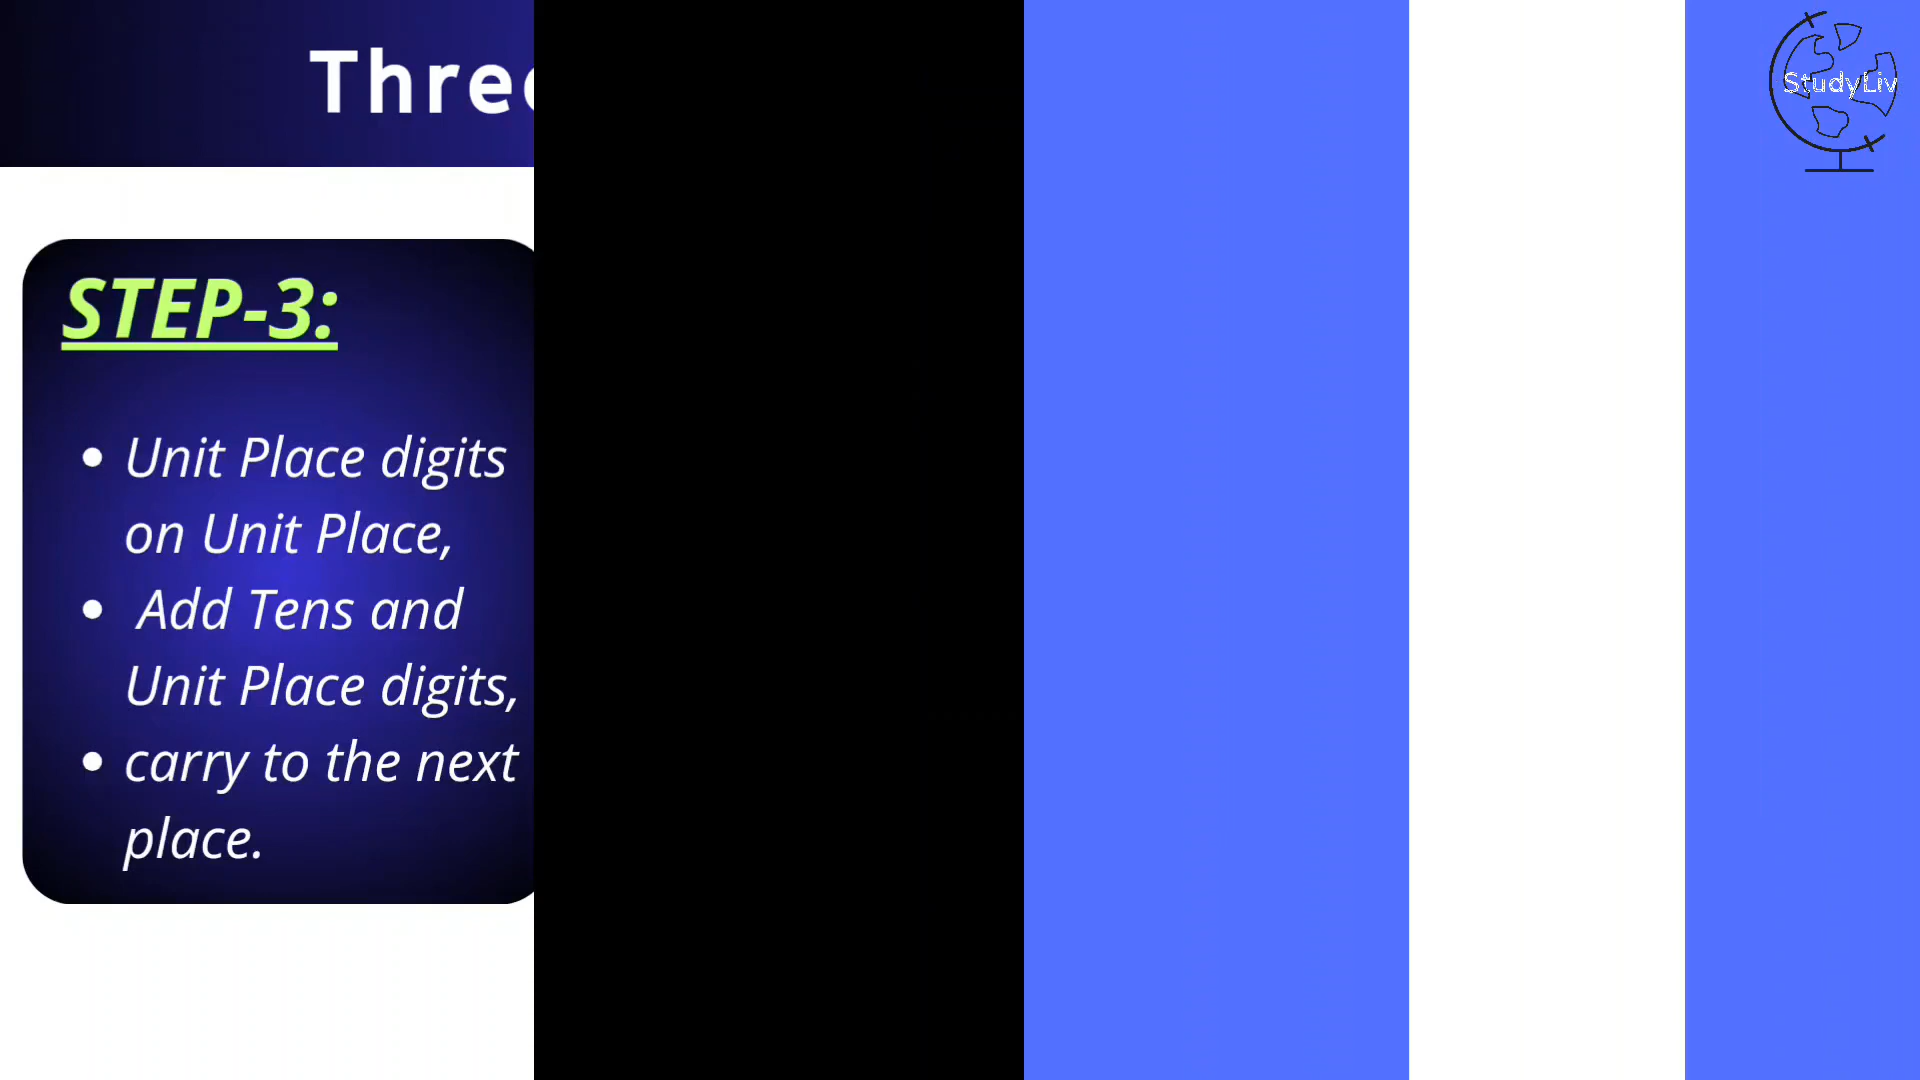 Three
StudyLiv
STEP-3:
• Unit Place digits
on Unit Place,
• Add Tens and
Unit Place digits,
• carry to the next
place.